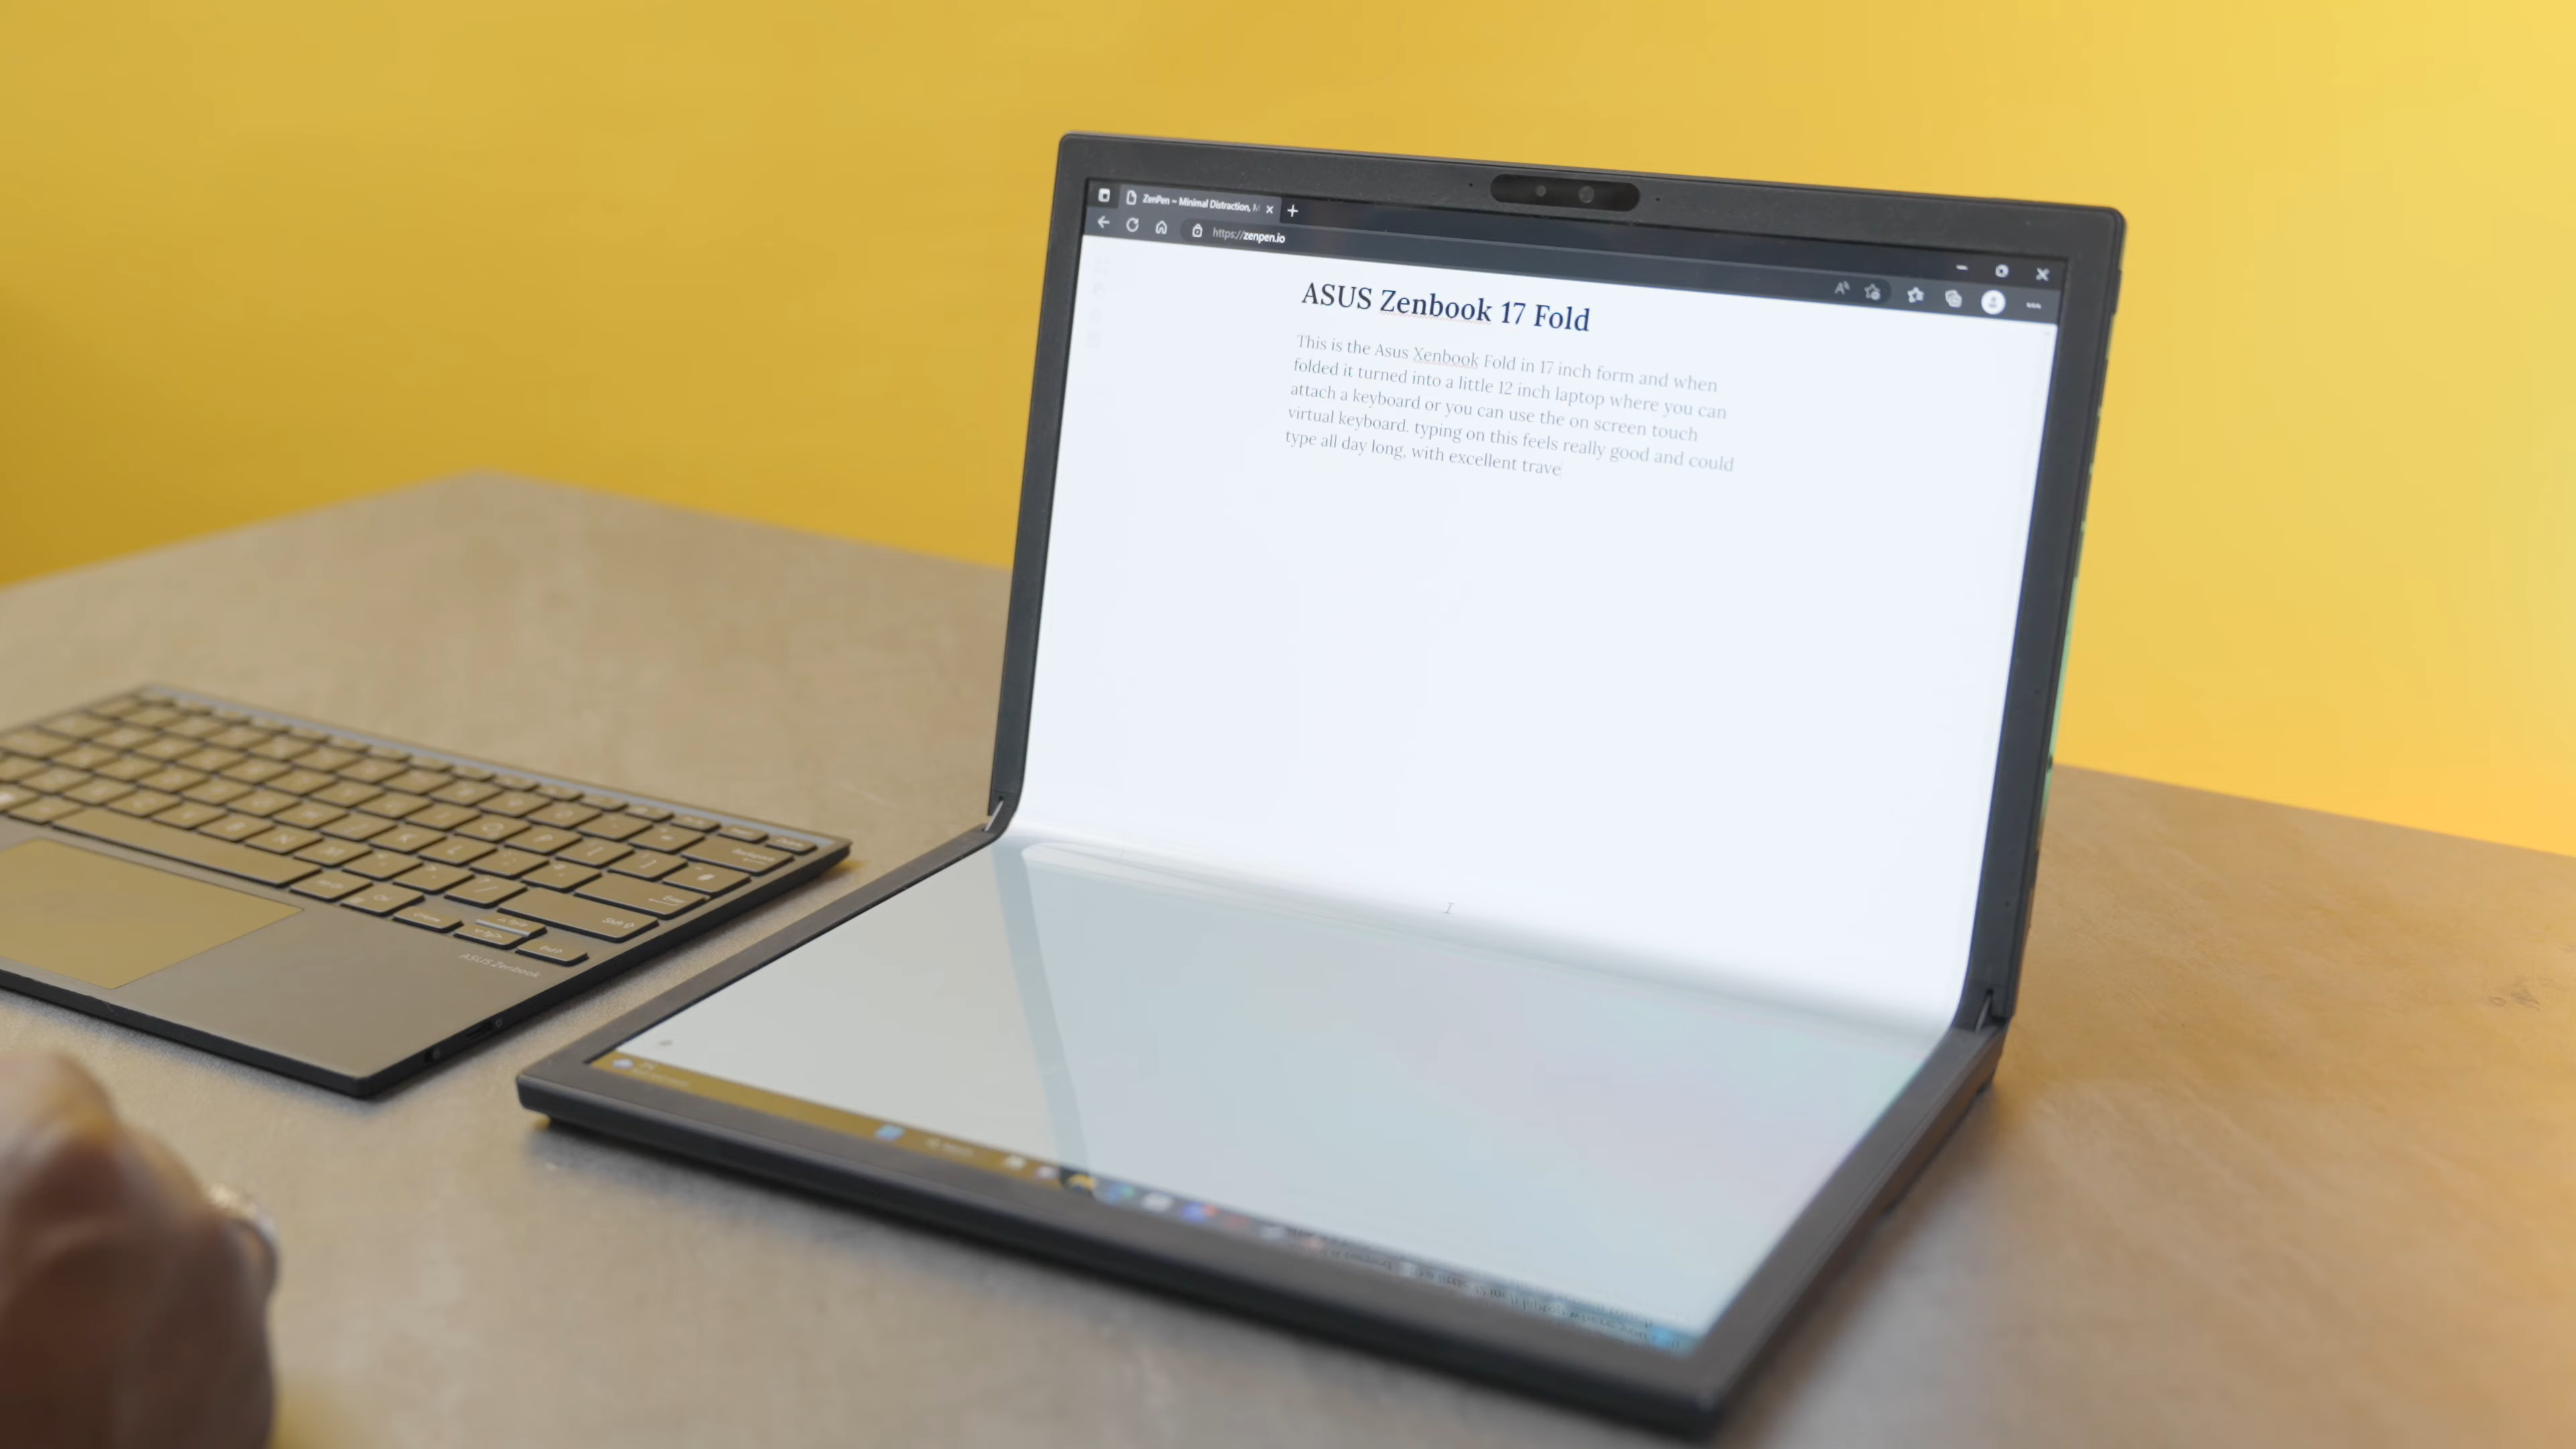 ZenPen ~ Minimal Distraction, M
https://zenpen.io
ASUS Zenbook 17 Fold
This is the Asus Xenbook Fold in 17 inch form and when
folded it turned into a little 12 inch laptop where you can
attach a keyboard or you can use the on screen touch
virtual keyboard. typing on this feels really good and could
type all day long, with excellent trave
Backspace
Enter
Shift
ASUS Zenbook